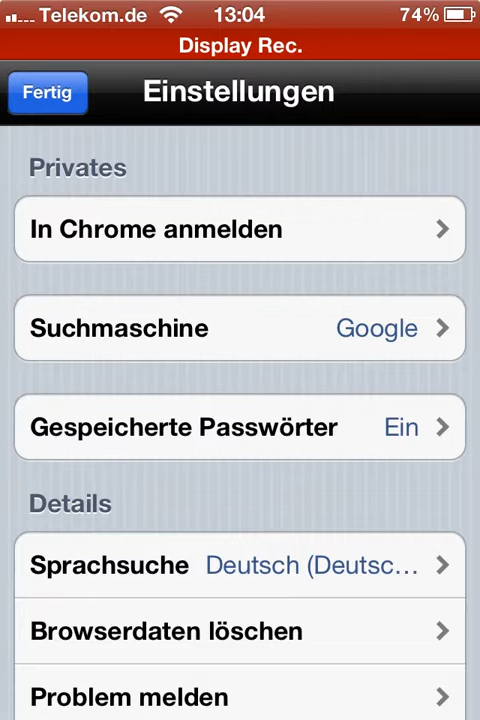 Telekom.de 13:04 74%
Display Rec.
Fertig Einstellungen
Privates
In Chrome anmelden
Suchmaschine Google
Gespeicherte Passwörter Ein
Details
Sprachsuche Deutsch (Deutsc...
Browserdaten löschen
Problem melden